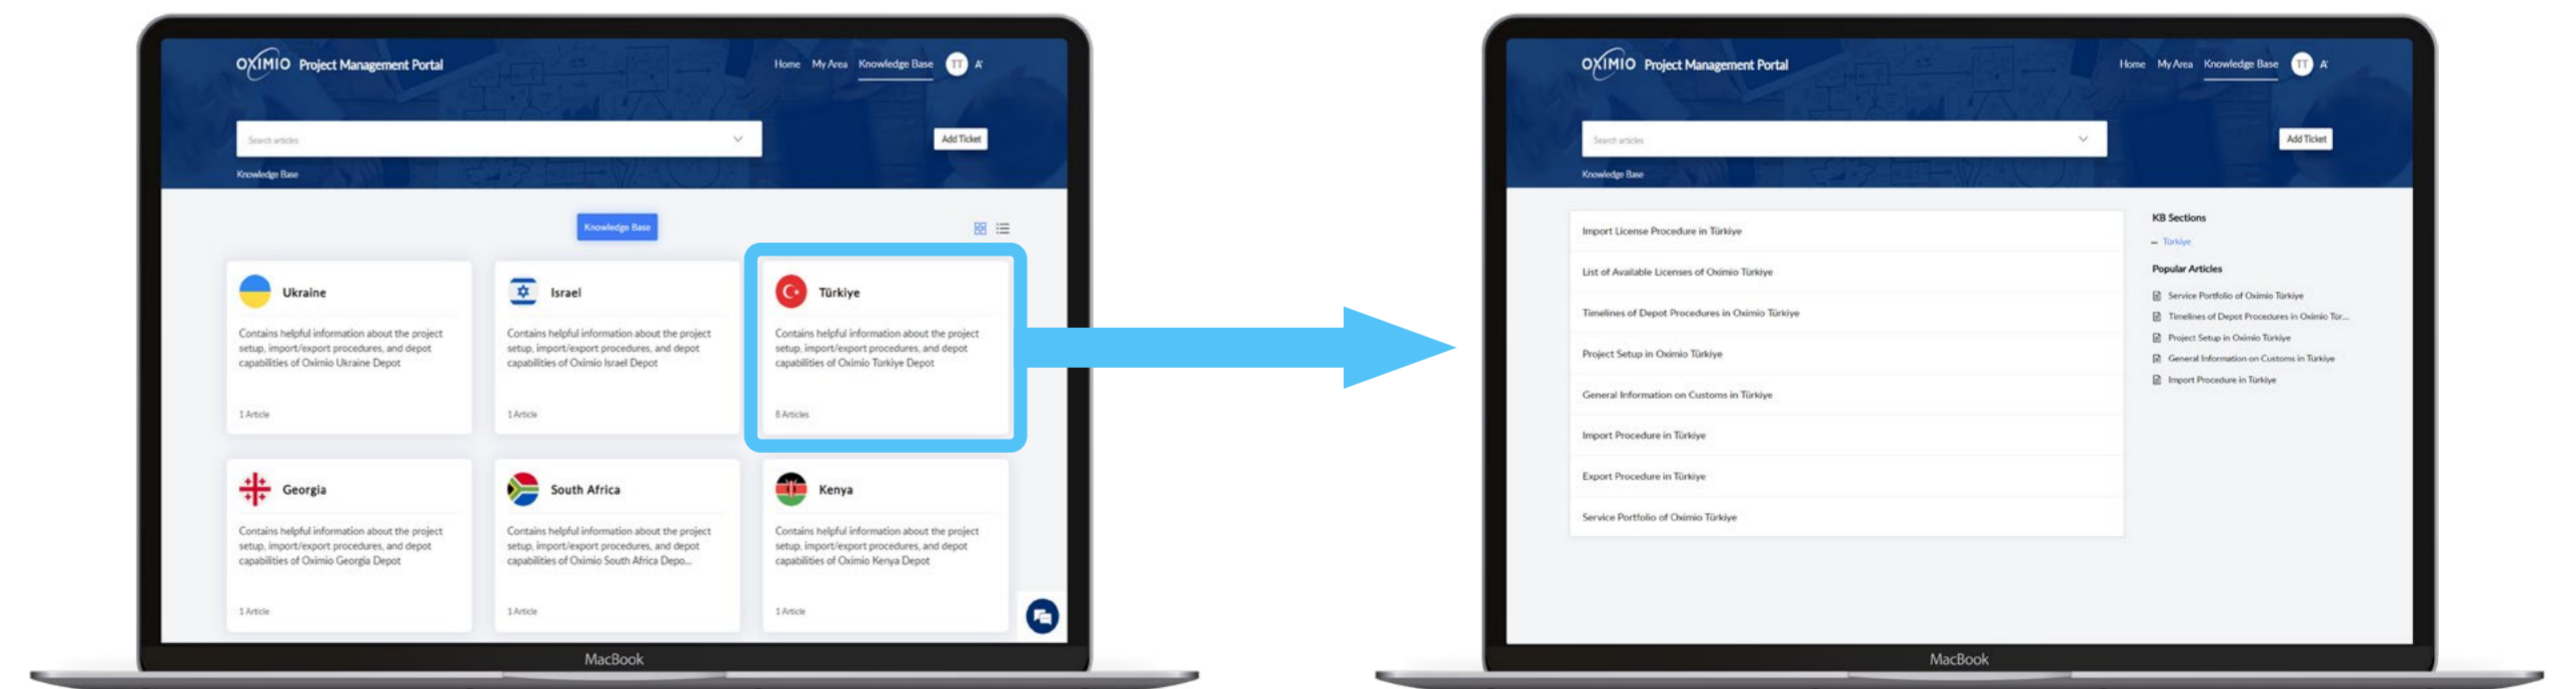 OXIMIO Project Management Portal
Home My Area Knowledge Base TT
Search articles
Add Ticket
Knowledge Base
Knowledge Base
Ukraine
Contains helpful information about the project
setup, import/export procedures, and depot
capabilities of Oximio Ukraine Depot
1 Article
Israel
Contains helpful information about the project
setup, import/export procedures, and depot
capabilities of Oximio Israel Depot
1 Article
Türkiye
Contains helpful information about the project
setup, import/export procedures, and depot
capabilities of Oximio Türkiye Depot
8 Articles
Georgia
Contains helpful information about the project
setup, import/export procedures, and depot
capabilities of Oximio Georgia Depot
1 Article
South Africa
Contains helpful information about the project
setup, import/export procedures, and depot
capabilities of Oximio South Africa Depo...
1 Article
Kenya
Contains helpful information about the project
setup, import/export procedures, and depot
capabilities of Oximio Kenya Depot
1 Article
MacBook
OXIMIO Project Management Portal
Home My Area Knowledge Base TT
Search articles
Add Ticket
Knowledge Base
Import License Procedure in Türkiye
List of Available Licenses of Oximio Türkiye
Timelines of Depot Procedures in Oximio Türkiye
Project Setup in Oximio Türkiye
General Information on Customs in Türkiye
Import Procedure in Türkiye
Export Procedure in Türkiye
Service Portfolio of Oximio Türkiye
KB Sections
Türkiye
Popular Articles
Service Portfolio of Oximio Türkiye
Timelines of Depot Procedures in Oximio Tür...
Project Setup in Oximio Türkiye
General Information on Customs in Türkiye
Import Procedure in Türkiye
MacBook